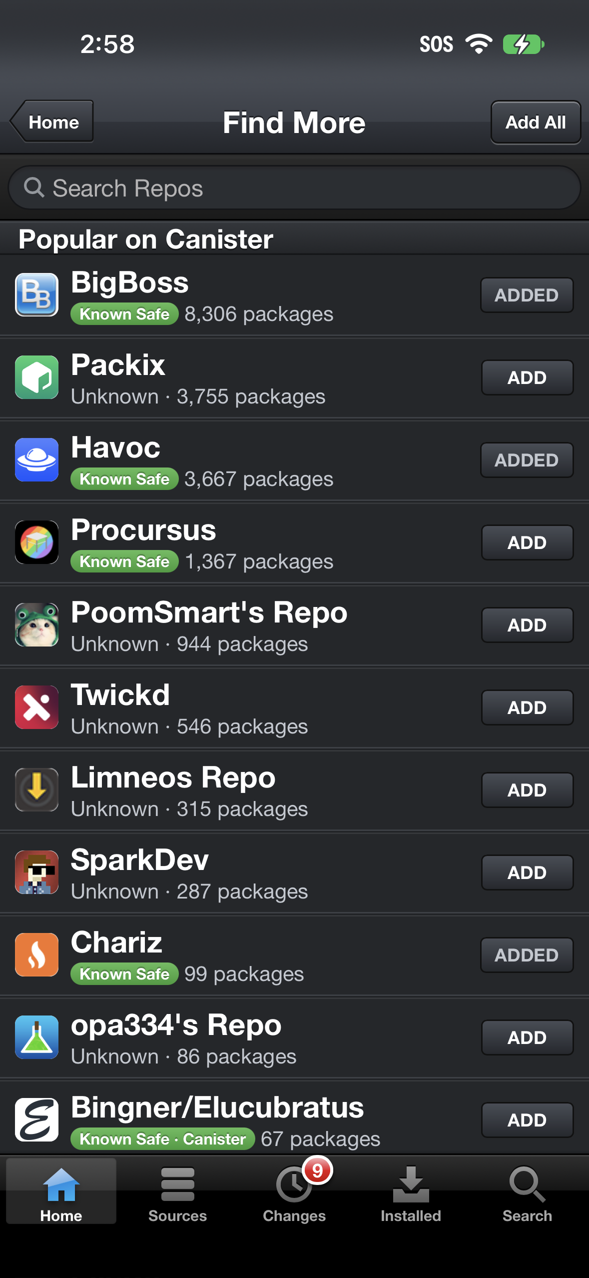 2:58
SOS
Home
Find More
Add All
Search Repos
Popular on Canister
BB
BigBoss
Known Safe 8,306 packages
ADDED
Packix
Unknown · 3,755 packages
ADD
Havoc
Known Safe 3,667 packages
ADDED
Procursus
Known Safe 1,367 packages
ADD
PoomSmart's Repo
Unknown · 944 packages
ADD
Twickd
Unknown · 546 packages
ADD
Limneos Repo
Unknown · 315 packages
ADD
SparkDev
Unknown · 287 packages
ADD
Chariz
Known Safe 99 packages
ADDED
opa334's Repo
Unknown · 86 packages
ADD
Bingner/Elucubratus
Known Safe · Canister 67 packages
ADD
9
Home
Sources
Changes
Installed
Search